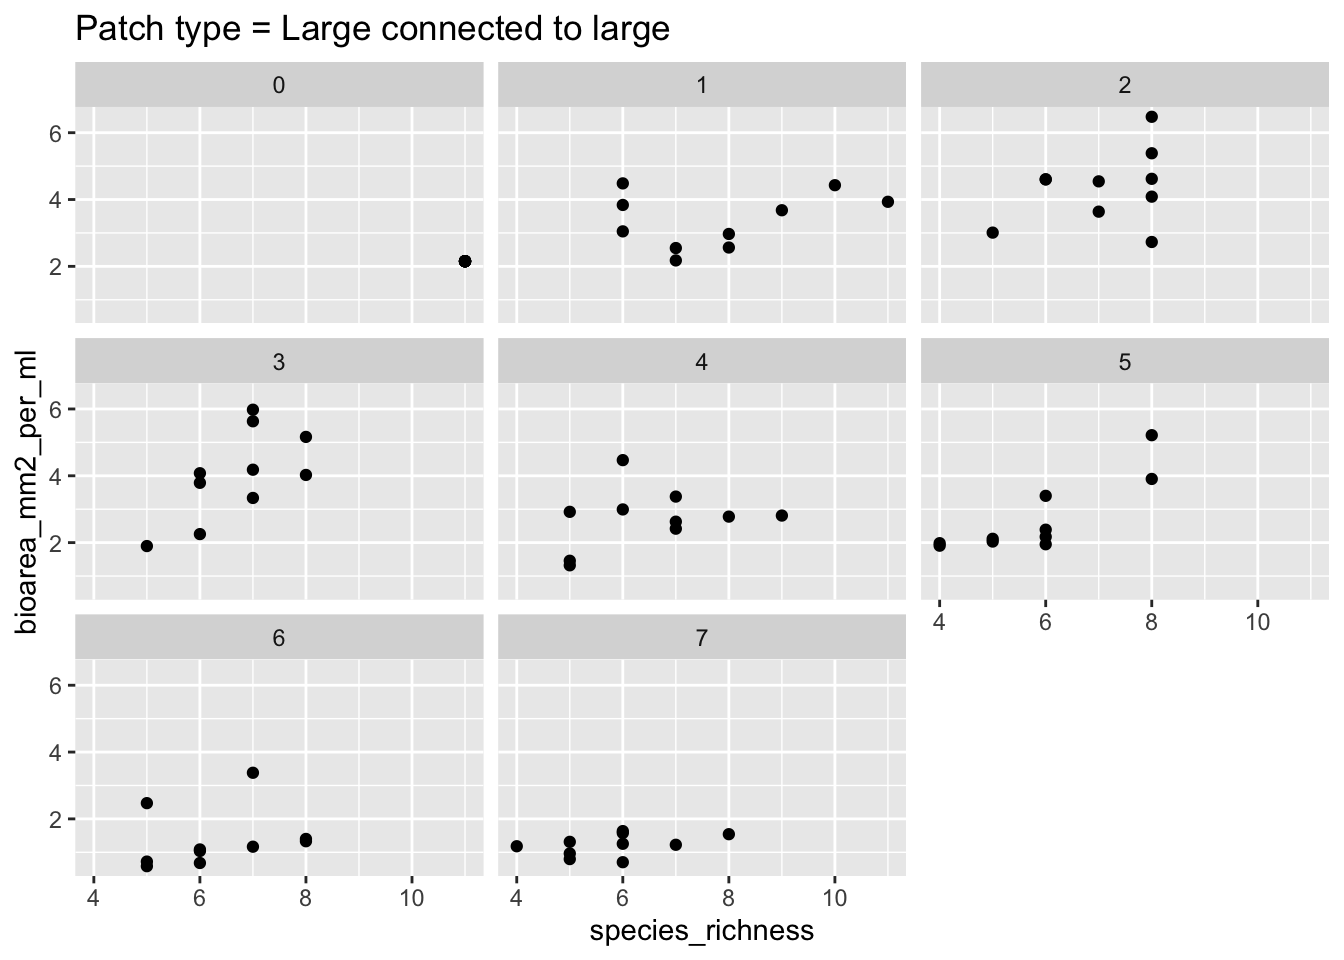 Patch type = Large connected to large
0 1 2
6
4
2
3 4 5
6
4
2
4 6 8 10
6 7
6
4
2
4 6 8 10 4 6 8 10
bioarea_mm2_per_ml
species_richness